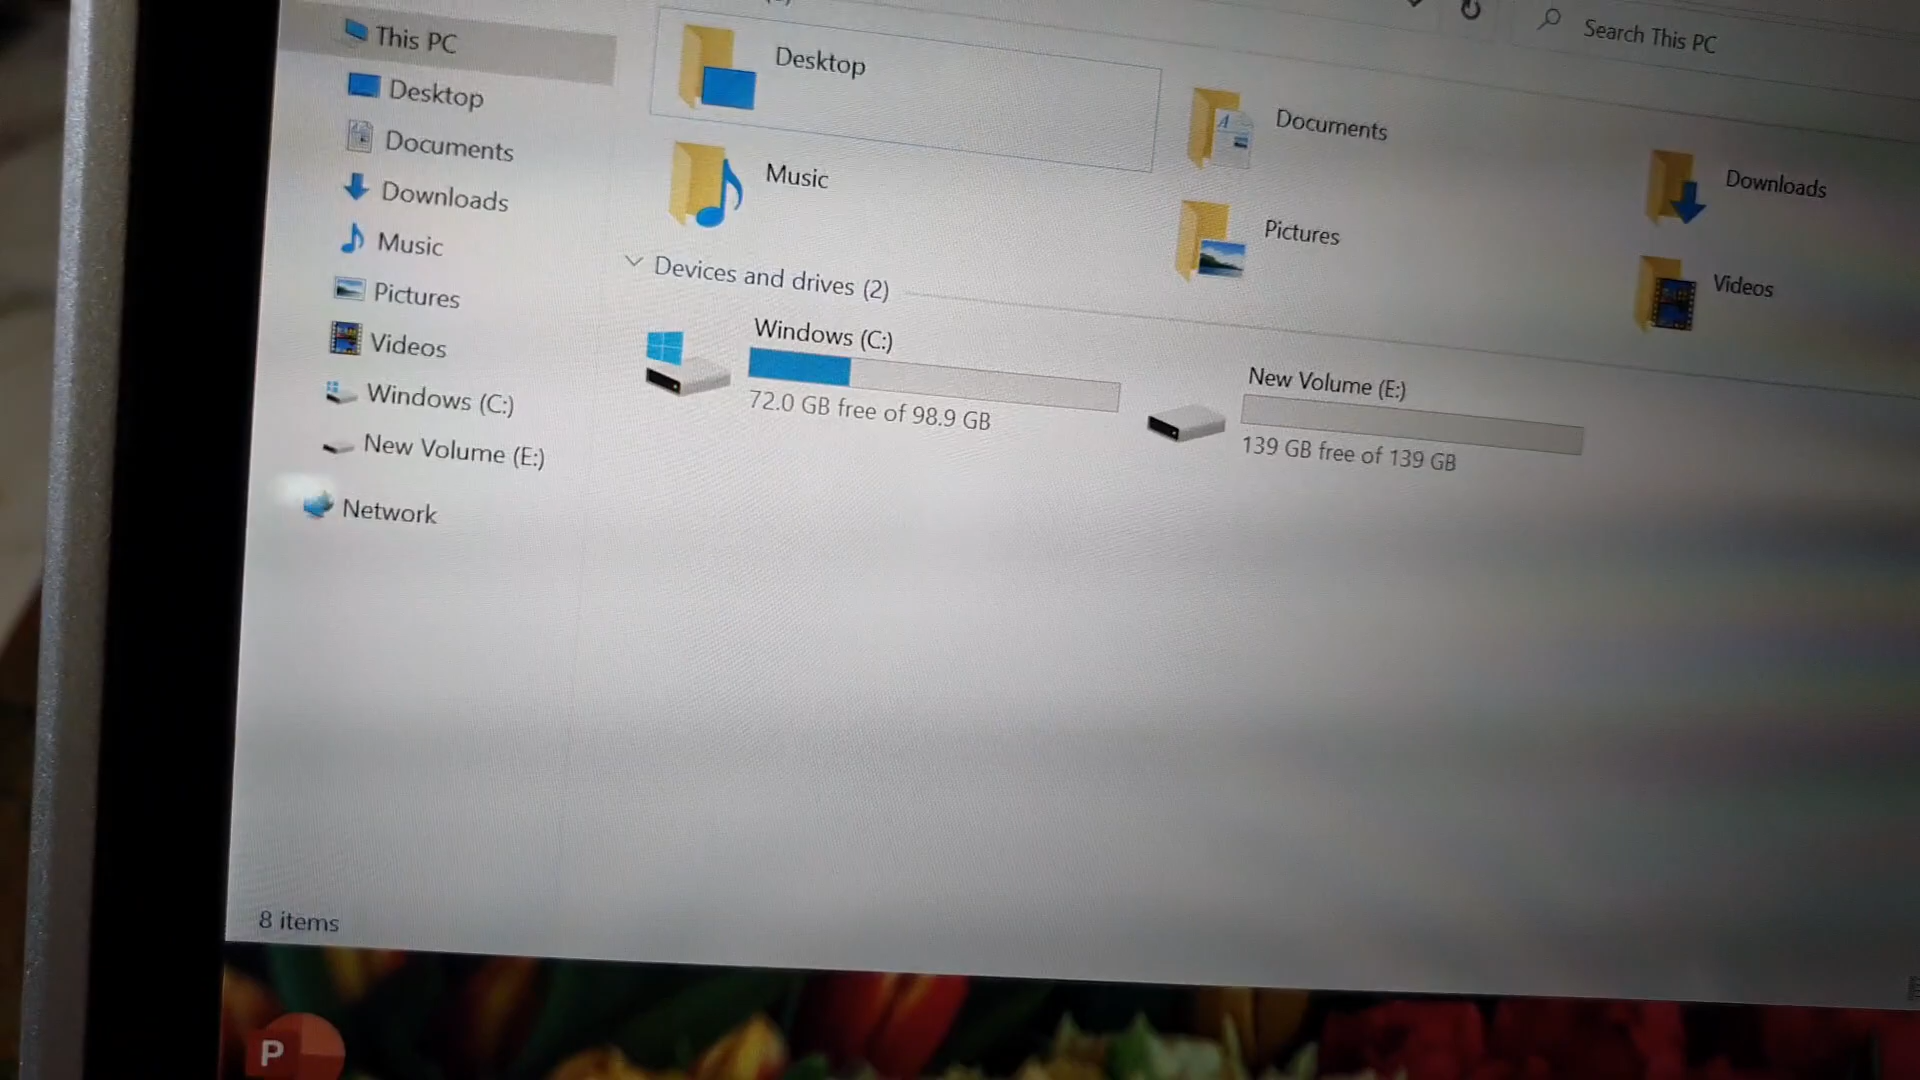 Search This PC
This PC
Desktop
Documents
Downloads
Music
Pictures
Videos
Windows (C:)
New Volume (E:)
Network
Desktop
Documents
Downloads
Music
Pictures
Videos
Devices and drives (2)
Windows (C:)
72.0 GB free of 98.9 GB
New Volume (E:)
139 GB free of 139 GB
8 items
P